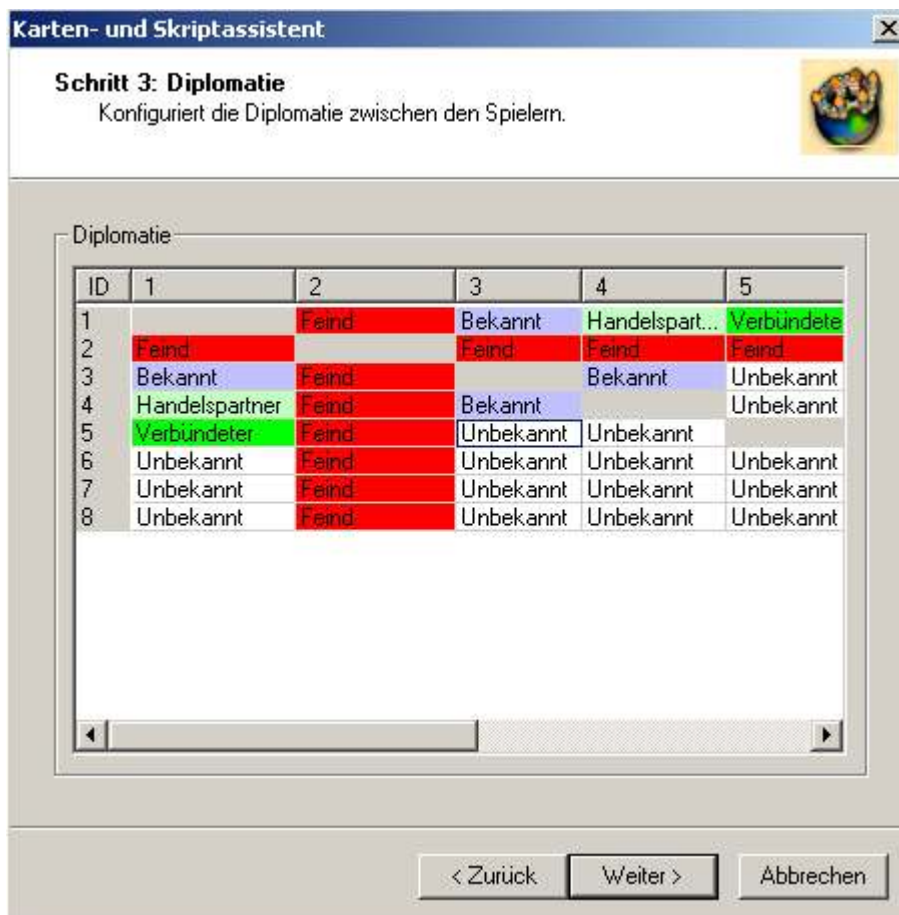 Karten- und Skriptassistent
Schritt 3: Diplomatie
Konfiguriert die Diplomatie zwischen den Spielern.
Diplomatie
ID 1 2 3 4 5
1 Feind Bekannt Handelspart... Verbündete
2 Feind Feind Feind Feind
3 Bekannt Feind Bekannt Unbekannt
4 Handelspartner Feind Bekannt Unbekannt
5 Verbündeter Feind Unbekannt Unbekannt
6 Unbekannt Feind Unbekannt Unbekannt Unbekannt
7 Unbekannt Feind Unbekannt Unbekannt Unbekannt
8 Unbekannt Feind Unbekannt Unbekannt Unbekannt
< Zurück Weiter > Abbrechen